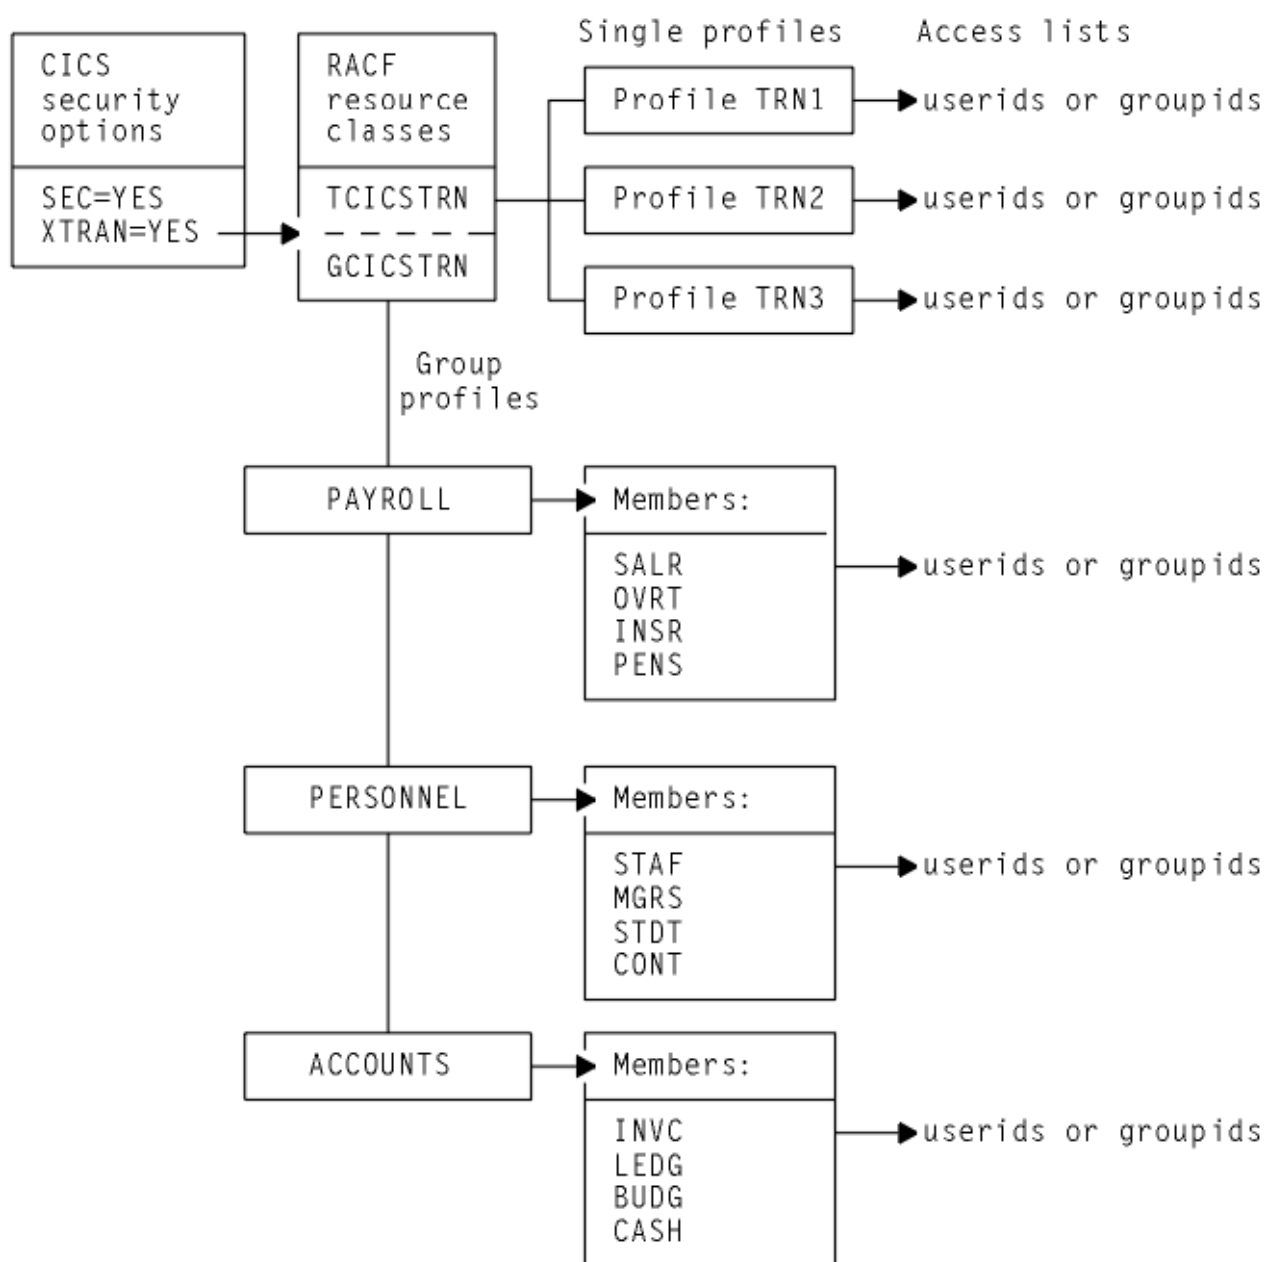 Single profiles
Access lists
CICS
security
options
SEC=YES
XTRAN=YES
RACF
resource
classes
TCICSTRN
GCICSTRN
Profile TRN1
userids or groupids
Profile TRN2
userids or groupids
Profile TRN3
userids or groupids
Group
profiles
PAYROLL
Members:
SALR
OVRT
INSR
PENS
userids or groupids
PERSONNEL
Members:
STAF
MGRS
STDT
CONT
userids or groupids
ACCOUNTS
Members:
INVC
LEDG
BUDG
CASH
userids or groupids